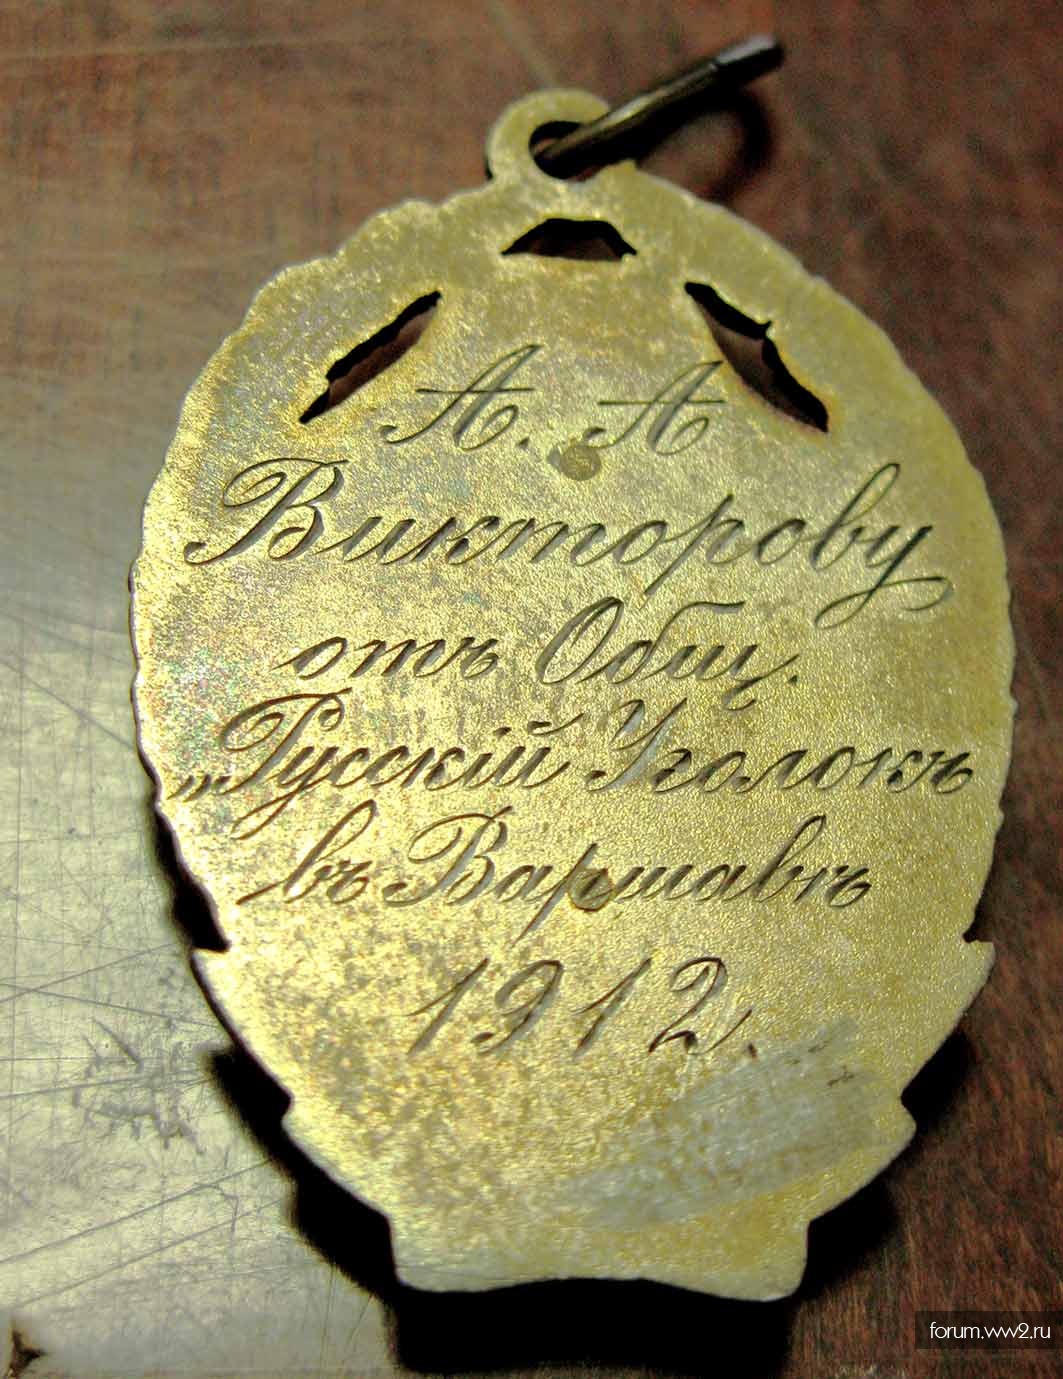 А. А
Викторову
отъ Общ.
„Русскій Уголокъ
въ Варшавѣ
1912.
forum.ww2.ru